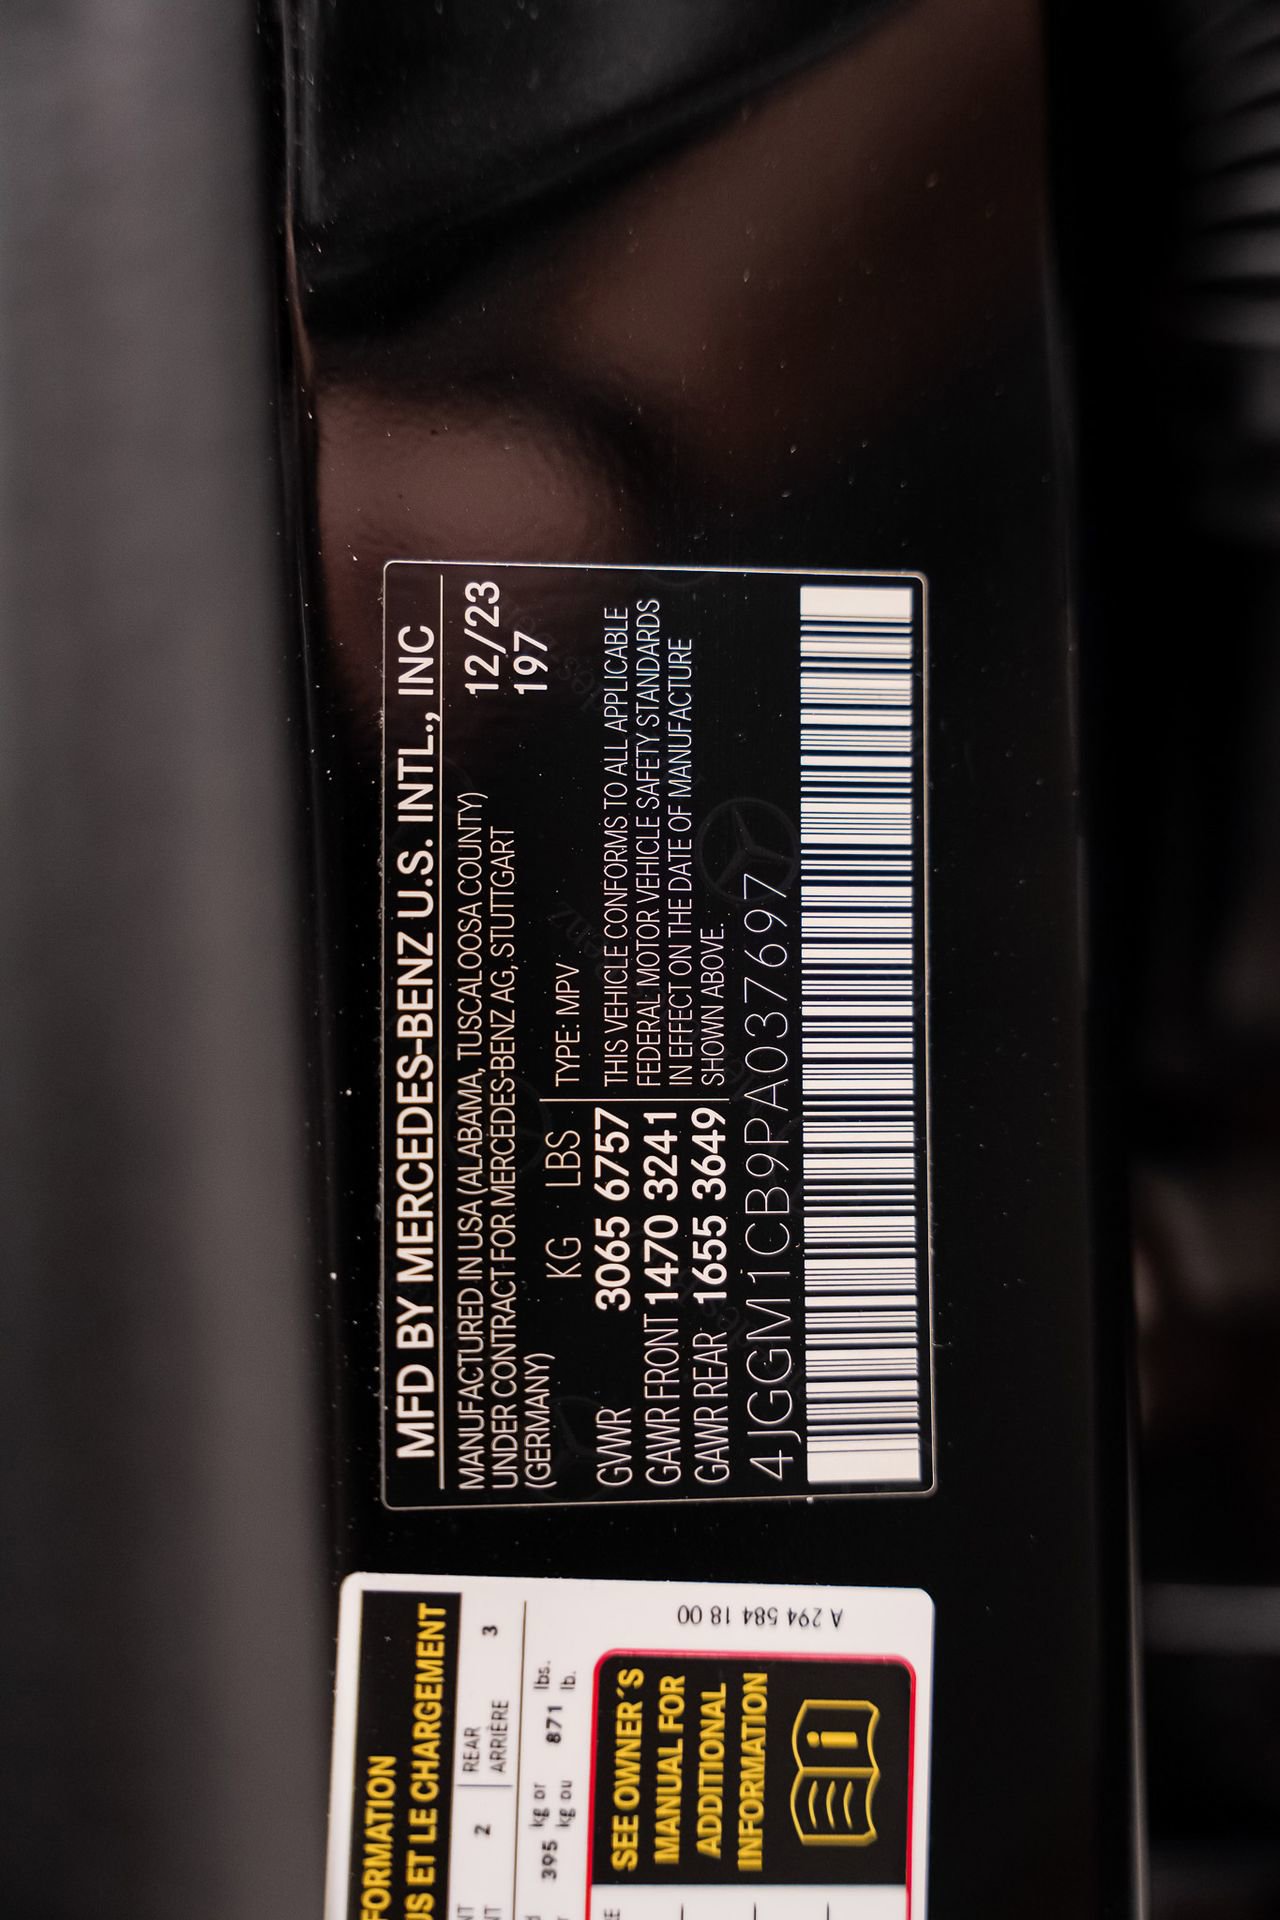 MFD BY MERCEDES-BENZ U.S. INTL., INC
MANUFACTURED IN USA (ALABAMA, TUSCALOOSA COUNTY) 12/23
UNDER CONTRACT FOR MERCEDES-BENZ AG, STUTTGART 197
(GERMANY)
KG LBS TYPE: MPV
GVWR 3065 6757 THIS VEHICLE CONFORMS TO ALL APPLICABLE
FEDERAL MOTOR VEHICLE SAFETY STANDARDS
GAWR FRONT 1470 3241 IN EFFECT ON THE DATE OF MANUFACTURE
GAWR REAR 1655 3649 SHOWN ABOVE.
4JGGM1CB9PA037697
US ET LE CHARGEMENT
2 REAR 3
ARRIÈRE
395 kg or 871 lbs.
kg ou lb.
SEE OWNER'S
MANUAL FOR
ADDITIONAL
INFORMATION
A 294 584 18 00